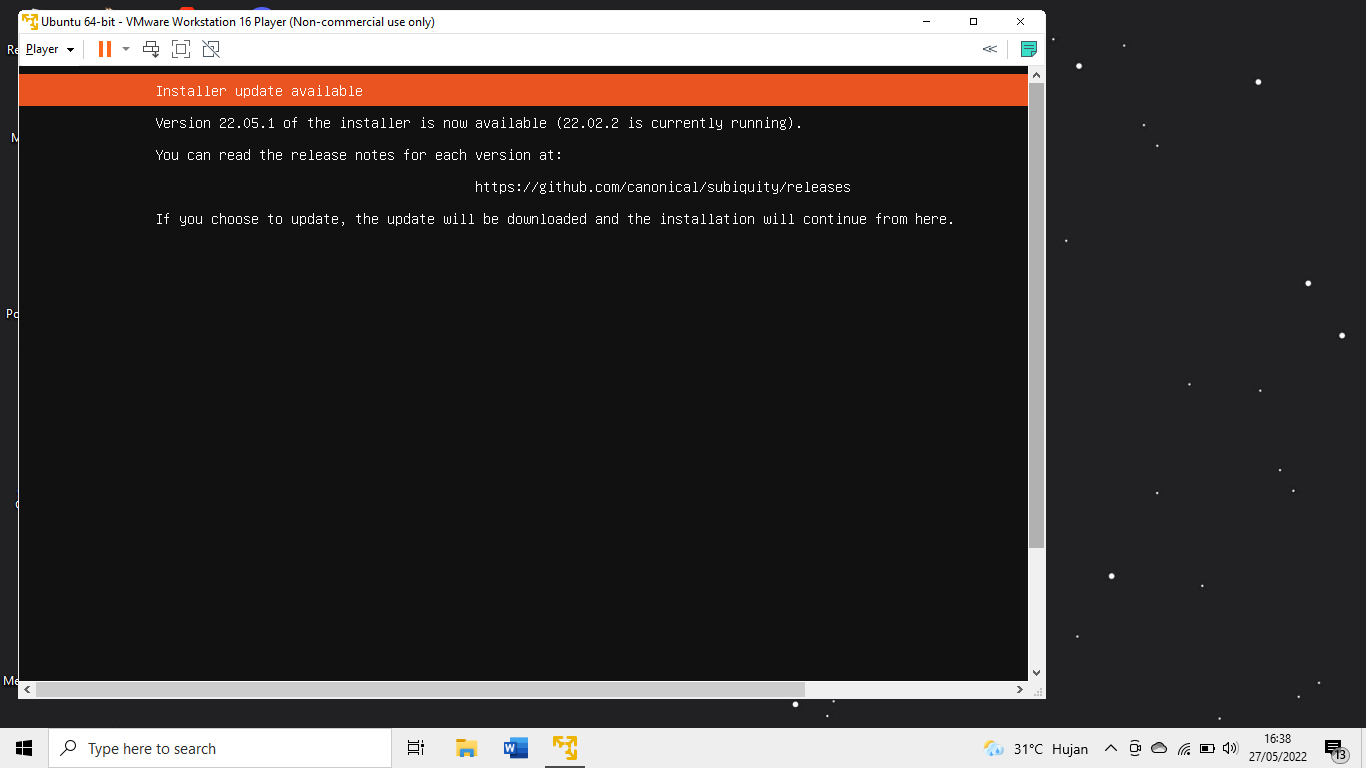 Ubuntu 64-bit - VMware Workstation 16 Player (Non-commercial use only)
Player
Installer update available
Version 22.05.1 of the installer is now available (22.02.2 is currently running).
You can read the release notes for each version at:
https://github.com/canonical/subiquity/releases
If you choose to update, the update will be downloaded and the installation will continue from here.
Re
M
Po
Me
Type here to search
31°C Hujan
16:38
27/05/2022
13